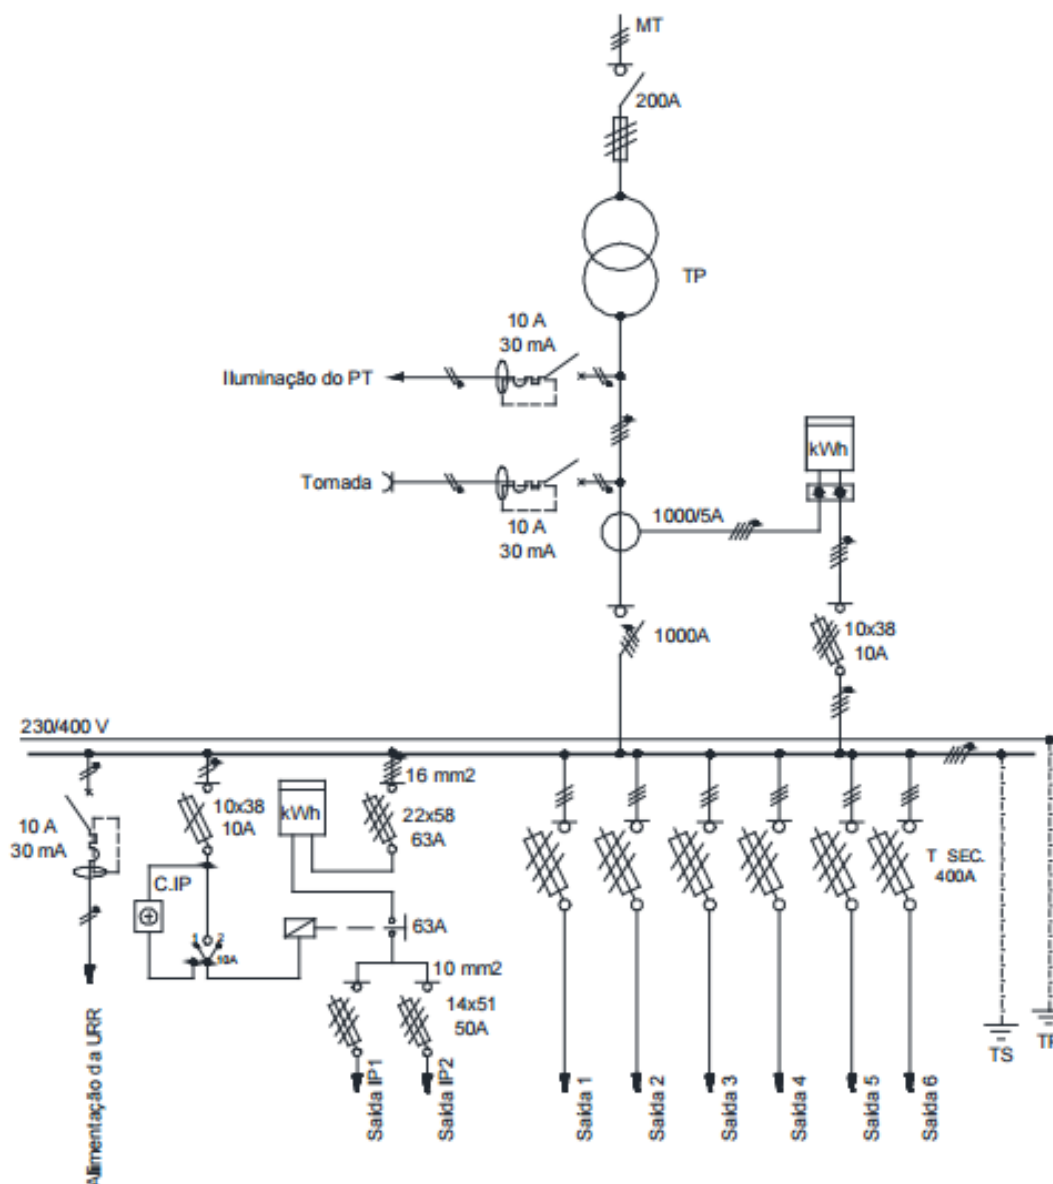 MT
200A
TP
10 A
30 mA
Iluminação do PT
kWh
Tomada
1000/5A
10 A
30 mA
1000A
10x38
10A
230/400 V
16 mm2
10x38
10A
kWh
22x58
63A
10 A
30 mA
T SEC.
400A
C.IP
1 2
10A
63A
10 mm2
14x51
50A
TS
Alimentação da URR
Saída IP1
Saída IP2
Saída 1
Saída 2
Saída 3
Saída 4
Saída 5
Saída 6